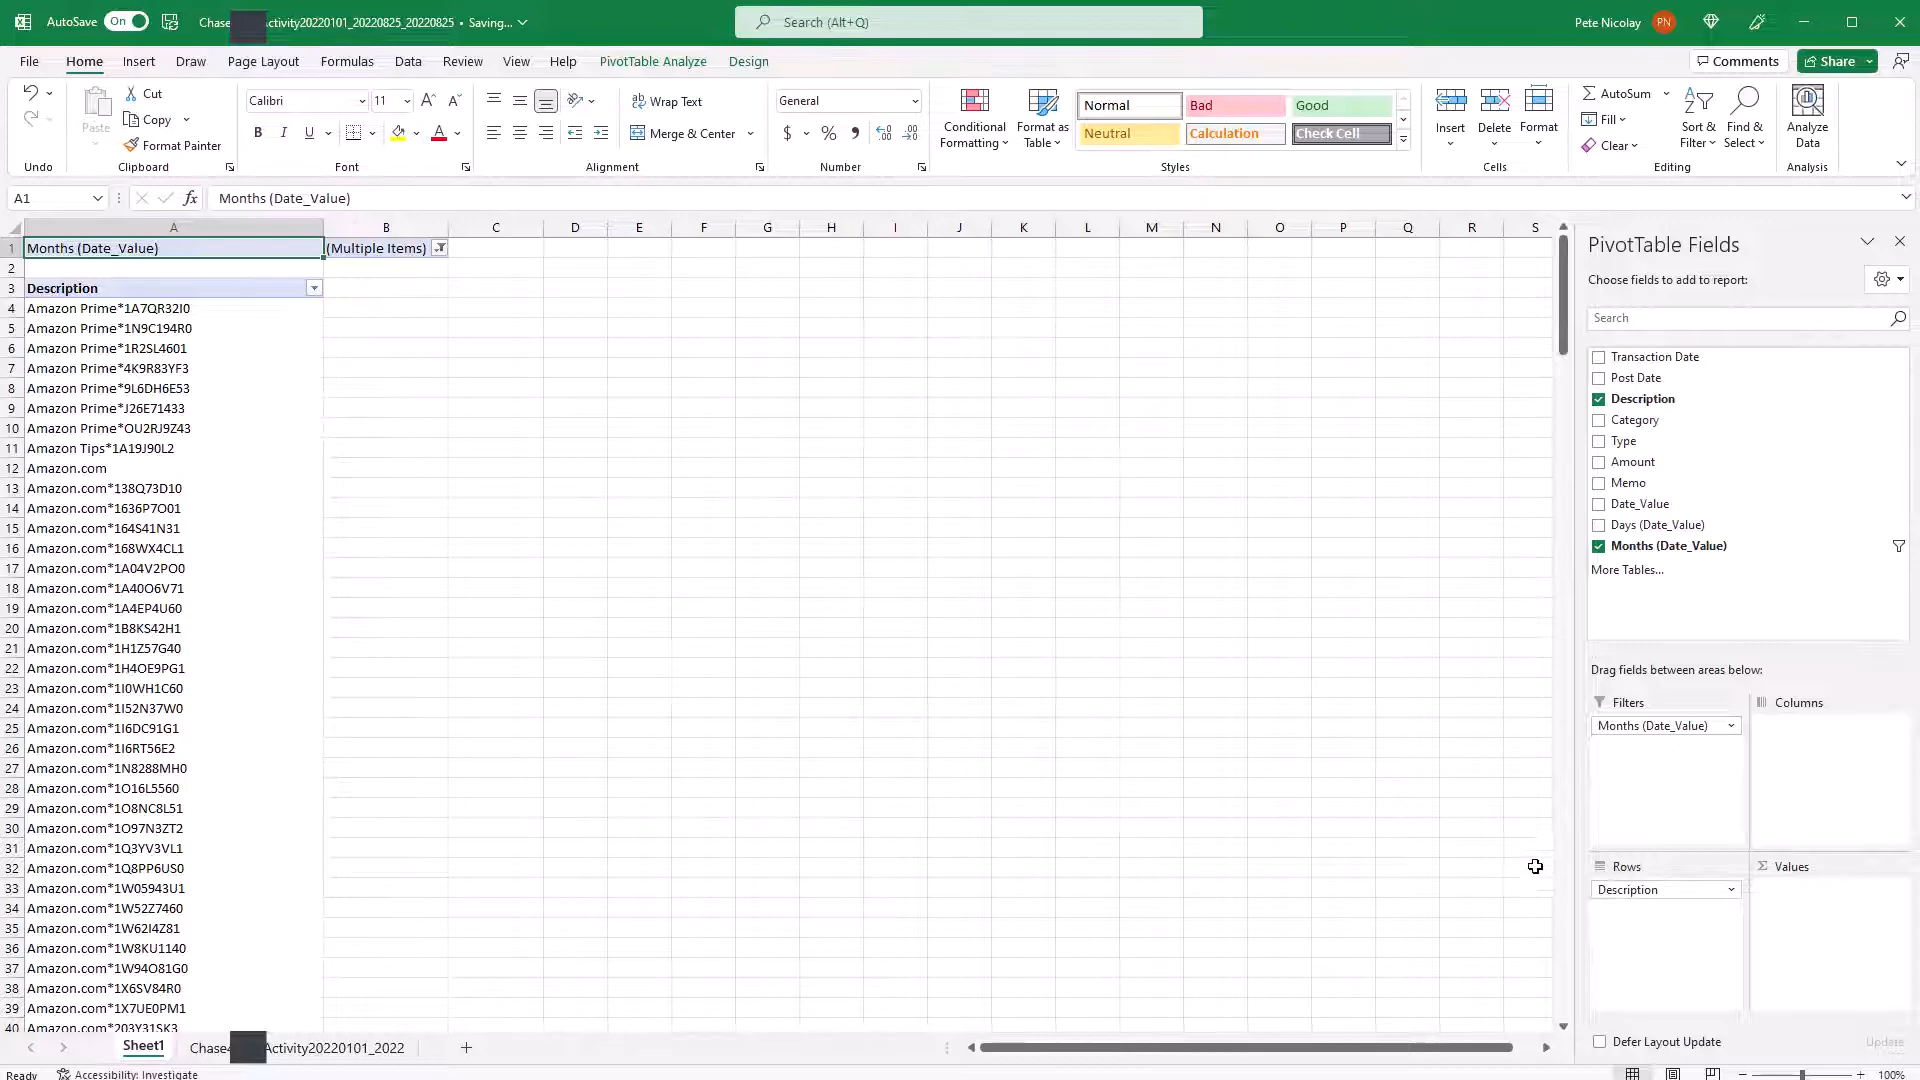 AutoSave On Chase Activity20220101_20220825_20220825 • Saving... Search (Alt+Q) Pete Nicolay PN
File Home Insert Draw Page Layout Formulas Data Review View Help PivotTable Analyze Design Comments Share
Cut
Copy
Format Painter
Paste
Calibri 11
B I U
Wrap Text
Merge & Center
General
$ % ,
Conditional Formatting
Format as Table
Normal Bad Good
Neutral Calculation Check Cell
Insert Delete Format
AutoSum
Fill
Clear
Sort & Filter
Find & Select
Analyze Data
Undo Clipboard Font Alignment Number Styles Cells Editing Analysis
A1 fx Months (Date_Value)
A B C D E F G H I J K L M N O P Q R S
1 Months (Date_Value) (Multiple Items)
2
3 Description
4 Amazon Prime*1A7QR32I0
5 Amazon Prime*1N9C194R0
6 Amazon Prime*1R2SL4601
7 Amazon Prime*4K9R83YF3
8 Amazon Prime*9L6DH6E53
9 Amazon Prime*J26E71433
10 Amazon Prime*OU2RJ9Z43
11 Amazon Tips*1A19J90L2
12 Amazon.com
13 Amazon.com*138Q73D10
14 Amazon.com*1636P7O01
15 Amazon.com*164S41N31
16 Amazon.com*168WX4CL1
17 Amazon.com*1A04V2PO0
18 Amazon.com*1A40O6V71
19 Amazon.com*1A4EP4U60
20 Amazon.com*1B8KS42H1
21 Amazon.com*1H1Z57G40
22 Amazon.com*1H4OE9PG1
23 Amazon.com*1I0WH1C60
24 Amazon.com*1I52N37W0
25 Amazon.com*1I6DC91G1
26 Amazon.com*1I6RT56E2
27 Amazon.com*1N8288MH0
28 Amazon.com*1O16L5560
29 Amazon.com*1O8NC8L51
30 Amazon.com*1O97N3ZT2
31 Amazon.com*1Q3YV3VL1
32 Amazon.com*1Q8PP6US0
33 Amazon.com*1W05943U1
34 Amazon.com*1W52Z7460
35 Amazon.com*1W62I4Z81
36 Amazon.com*1W8KU1140
37 Amazon.com*1W94O81G0
38 Amazon.com*1X6SV84R0
39 Amazon.com*1X7UE0PM1
40 Amazon.com*203Y31SK3
PivotTable Fields
Choose fields to add to report:
Search
Transaction Date
Post Date
Description
Category
Type
Amount
Memo
Date_Value
Days (Date_Value)
Months (Date_Value)
More Tables...
Drag fields between areas below:
Filters Columns
Months (Date_Value)
Rows Values
Description
Defer Layout Update Update
Sheet1 Chase Activity20220101_2022
Ready Accessibility: Investigate 100%